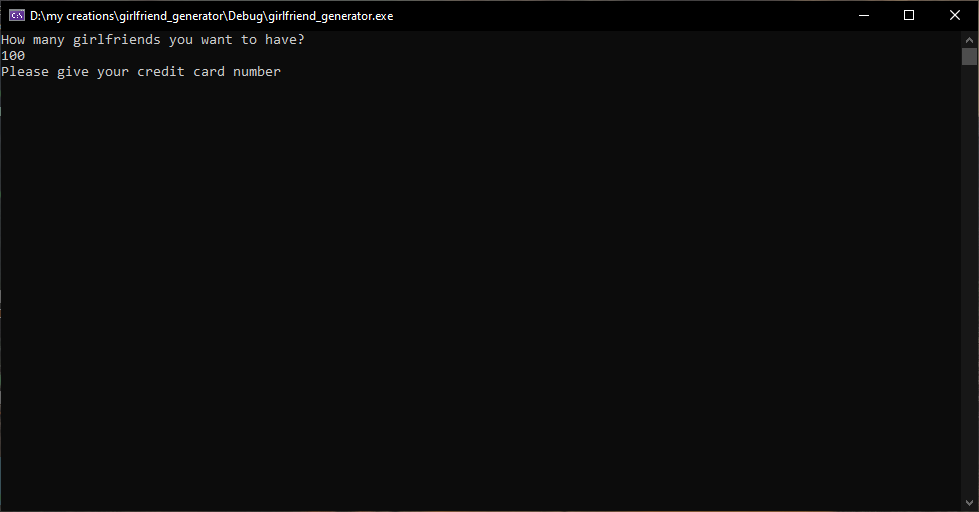 D:\my creations\girlfriend_generator\Debug\girlfriend_generator.exe
How many girlfriends you want to have?
100
Please give your credit card number